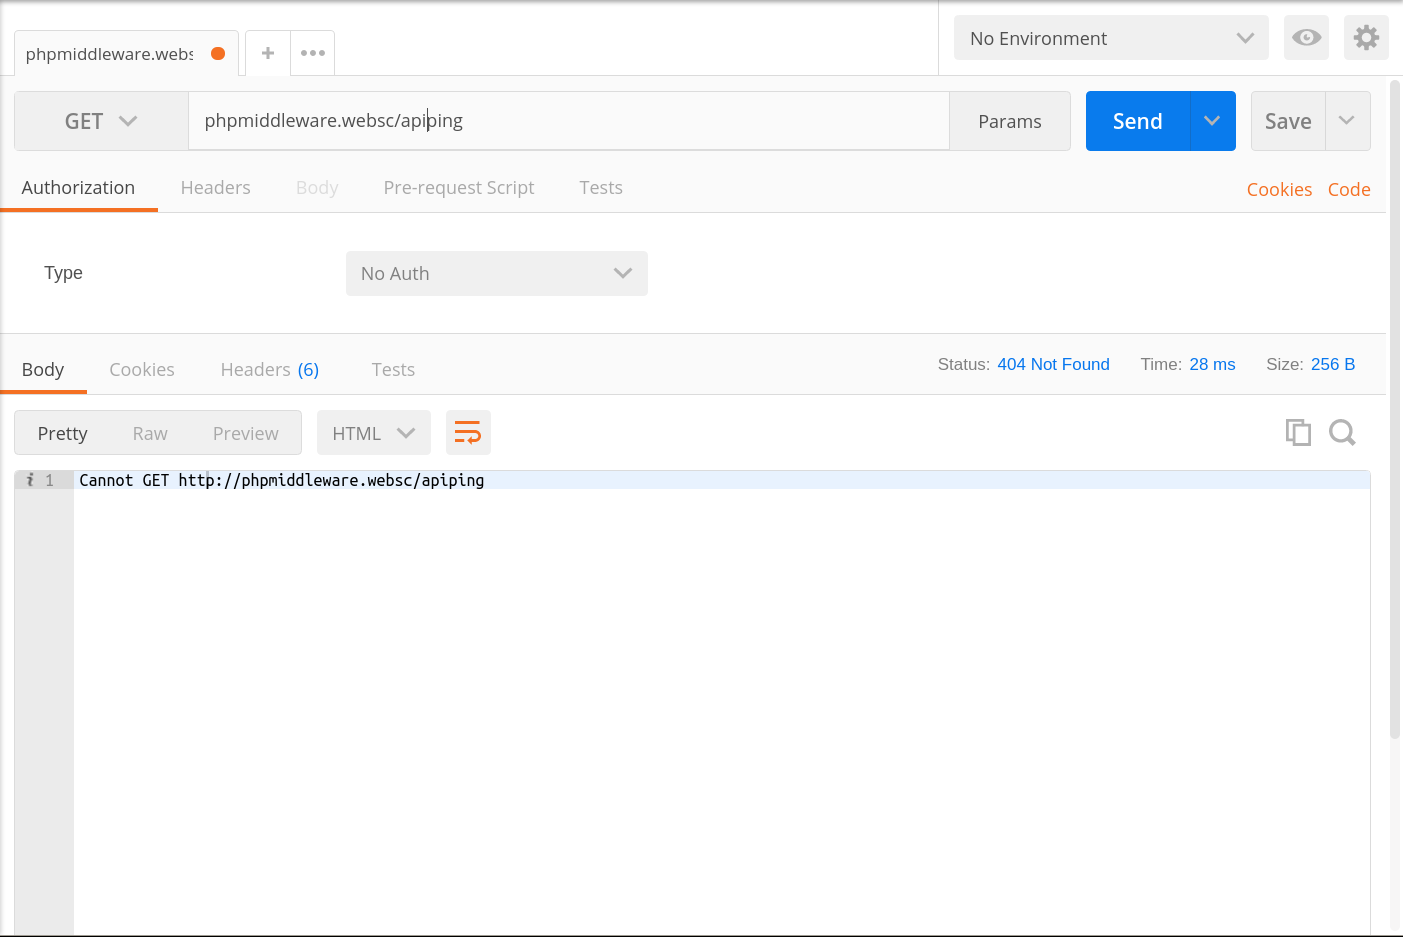 phpmiddleware.webs
+
•••
No Environment
GET
phpmiddleware.websc/apiping
Params
Send
Save
Authorization
Headers
Body
Pre-request Script
Tests
Cookies
Code
Type
No Auth
Body
Cookies
Headers (6)
Tests
Status: 404 Not Found
Time: 28 ms
Size: 256 B
Pretty
Raw
Preview
HTML
i 1 Cannot GET http://phpmiddleware.websc/apiping